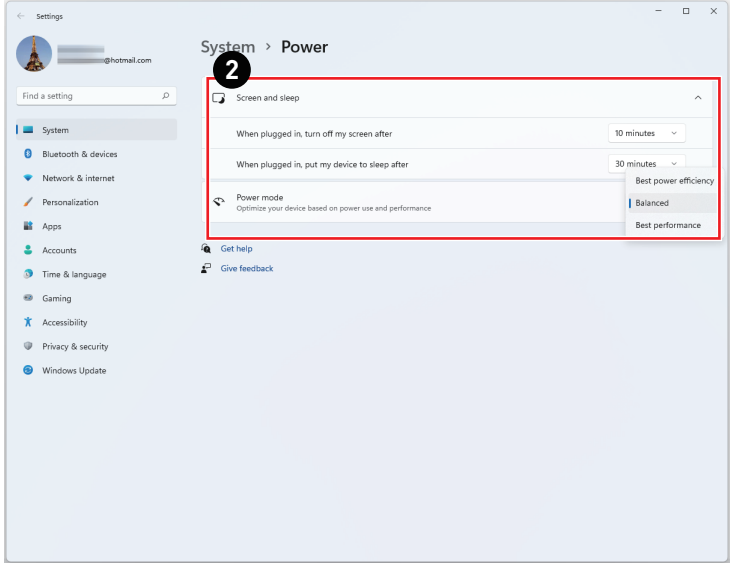 Settings
@hotmail.com
System > Power
2
Find a setting
System
Bluetooth & devices
Network & internet
Personalization
Apps
Accounts
Time & language
Gaming
Accessibility
Privacy & security
Windows Update
Screen and sleep
When plugged in, turn off my screen after
10 minutes
When plugged in, put my device to sleep after
30 minutes
Power mode
Optimize your device based on power use and performance
Best power efficiency
Balanced
Best performance
Get help
Give feedback